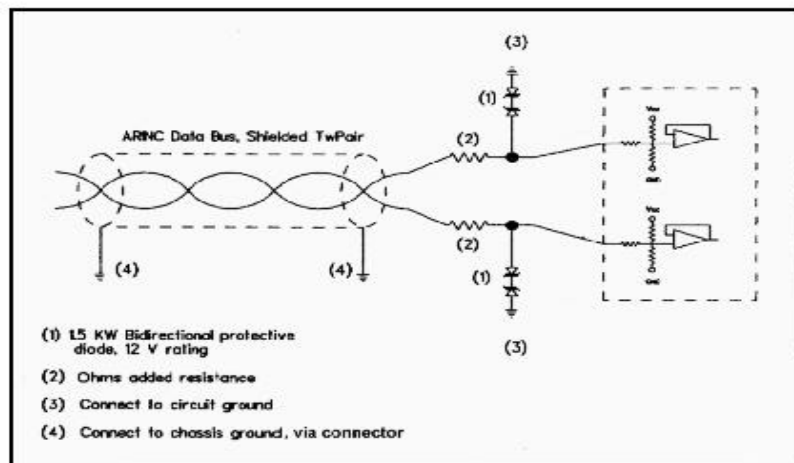 (3)
(1)
ARINC Data Bus, Shielded TwPair
(2)
(2)
(4)
(4)
(1)
(3)
(1) 1.5 KW Bidirectional protective
diode, 12 V rating
(2) Ohms added resistance
(3) Connect to circuit ground
(4) Connect to chassis ground, via connector